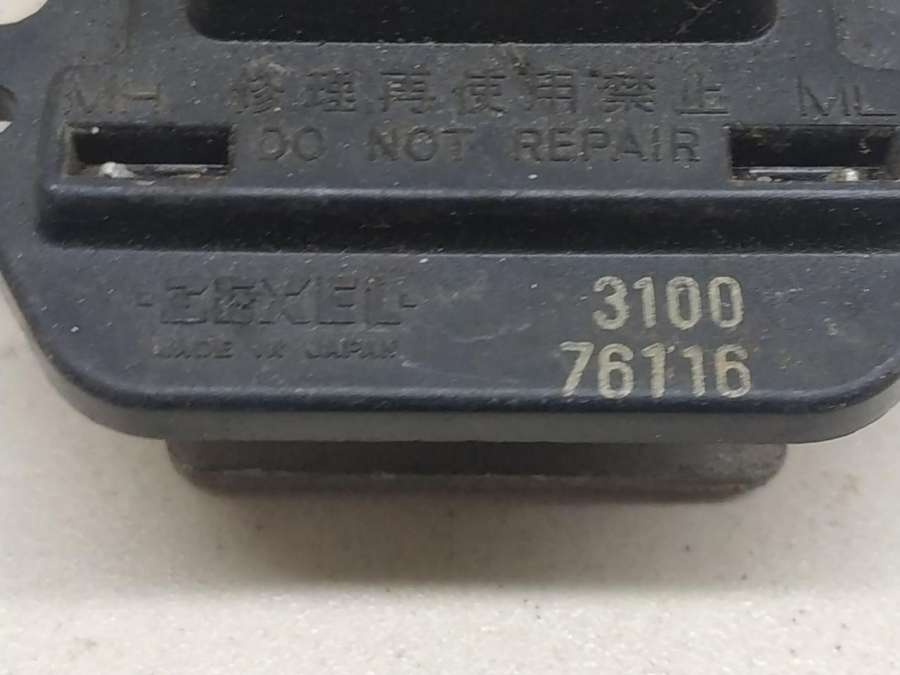 MH 修理再使用禁止 ML
DO NOT REPAIR
ZEXEL 3100
MADE IN JAPAN 76116